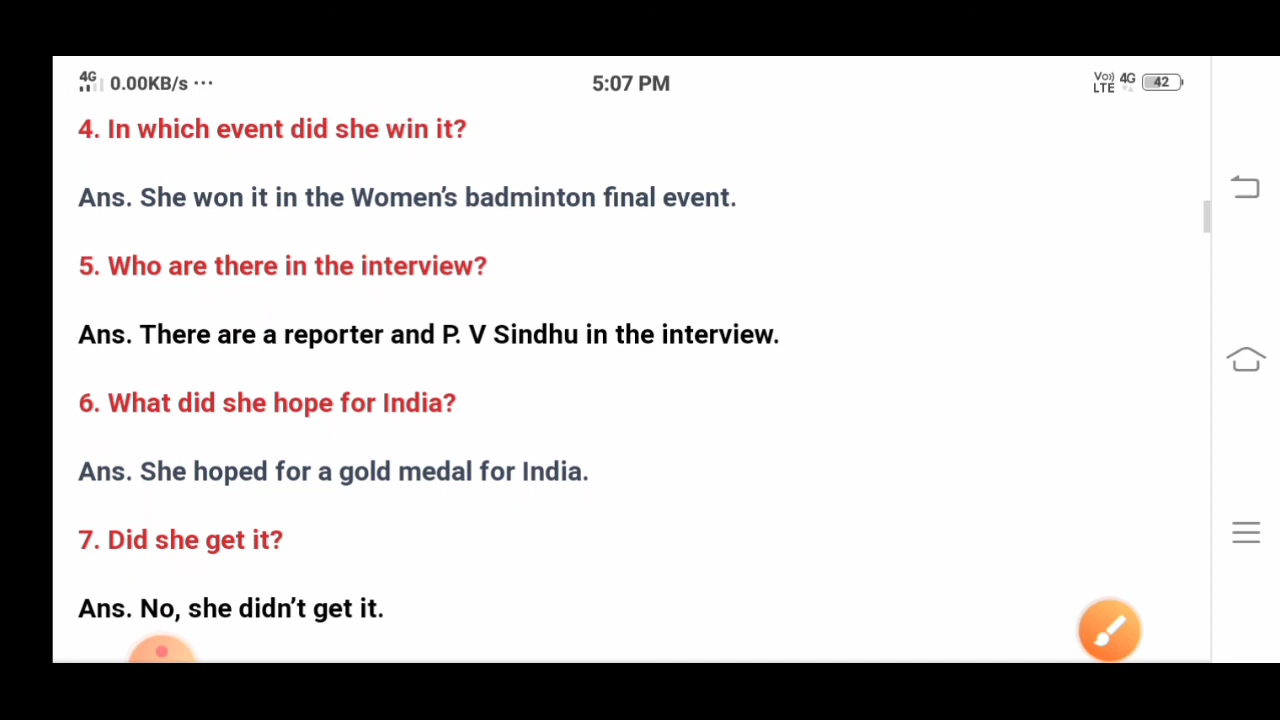 4G 0.00KB/s ··· 5:07 PM Vo)) LTE 4G 42
4. In which event did she win it?
Ans. She won it in the Women’s badminton final event.
5. Who are there in the interview?
Ans. There are a reporter and P. V Sindhu in the interview.
6. What did she hope for India?
Ans. She hoped for a gold medal for India.
7. Did she get it?
Ans. No, she didn’t get it.